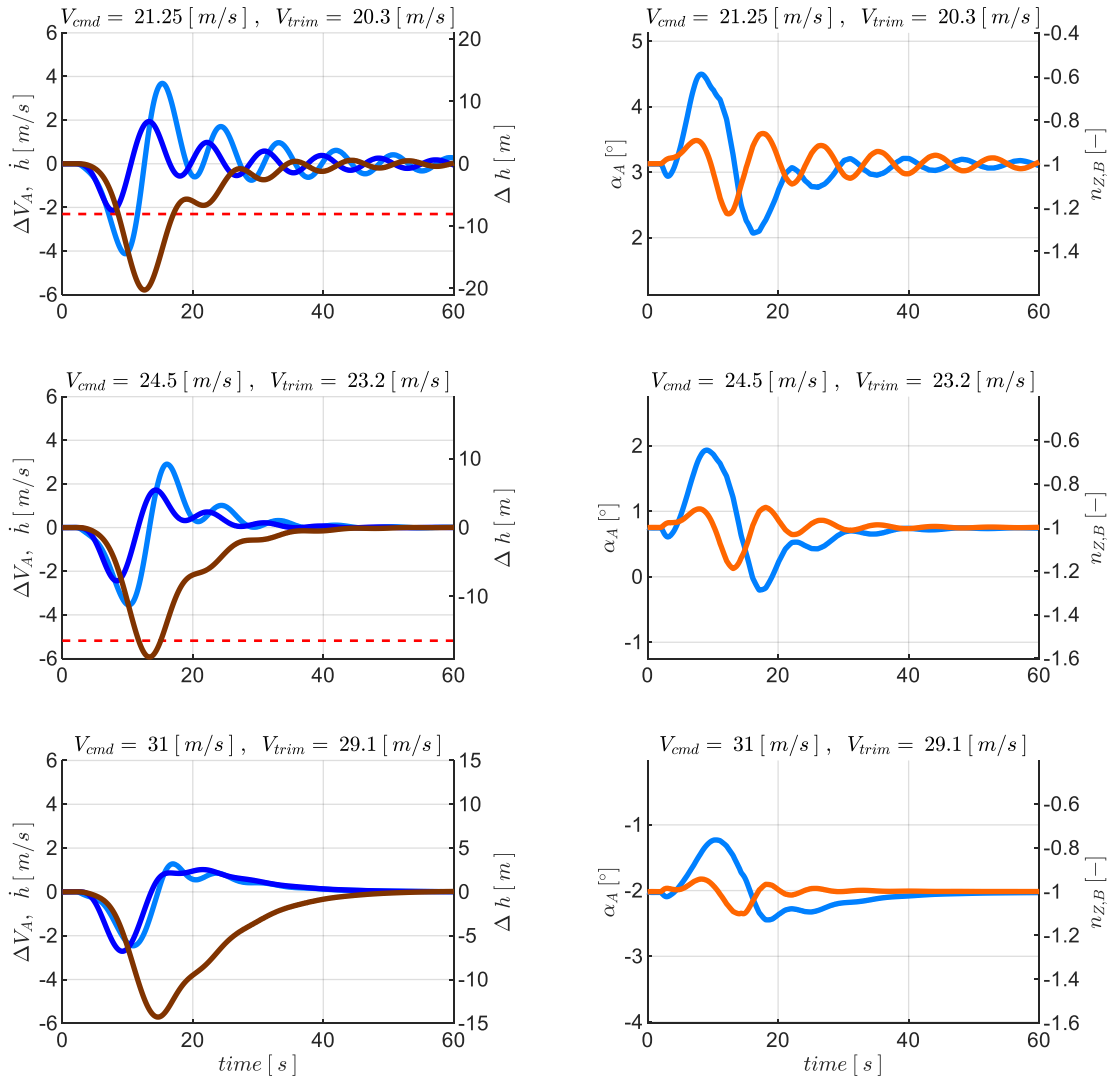 V_cmd = 21.25 [ m/s ] , V_trim = 20.3 [ m/s ]
6
4
2
0
-2
-4
-6
ΔV_A, ḣ [ m/s ]
20
10
0
-10
-20
Δ h [ m ]
0 20 40 60
V_cmd = 21.25 [ m/s ] , V_trim = 20.3 [ m/s ]
5
4
3
2
α_A [°]
-0.4
-0.6
-0.8
-1
-1.2
-1.4
n_Z,B [−]
0 20 40 60
V_cmd = 24.5 [ m/s ] , V_trim = 23.2 [ m/s ]
6
4
2
0
-2
-4
-6
ΔV_A, ḣ [ m/s ]
10
0
-10
Δ h [ m ]
0 20 40 60
V_cmd = 24.5 [ m/s ] , V_trim = 23.2 [ m/s ]
2
1
0
-1
α_A [°]
-0.6
-0.8
-1
-1.2
-1.4
-1.6
n_Z,B [−]
0 20 40 60
V_cmd = 31 [ m/s ] , V_trim = 29.1 [ m/s ]
6
4
2
0
-2
-4
-6
ΔV_A, ḣ [ m/s ]
15
10
5
0
-5
-10
-15
Δ h [ m ]
0 20 40 60
time [ s ]
V_cmd = 31 [ m/s ] , V_trim = 29.1 [ m/s ]
-1
-2
-3
-4
α_A [°]
-0.6
-0.8
-1
-1.2
-1.4
-1.6
n_Z,B [−]
0 20 40 60
time [ s ]